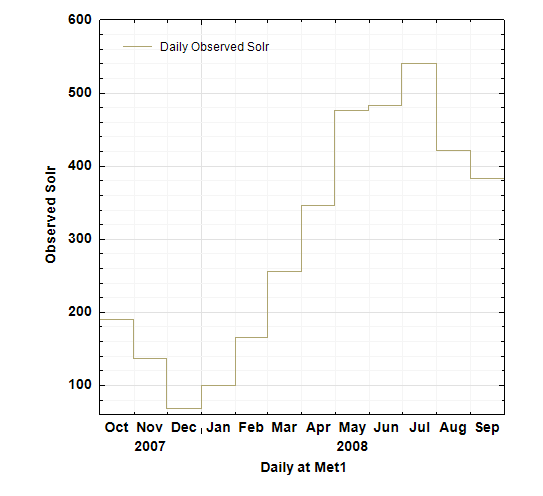 600
Daily Observed Solr
500
400
300
200
100
Observed Solr
Oct Nov Dec Jan Feb Mar Apr May Jun Jul Aug Sep
2007 2008
Daily at Met1